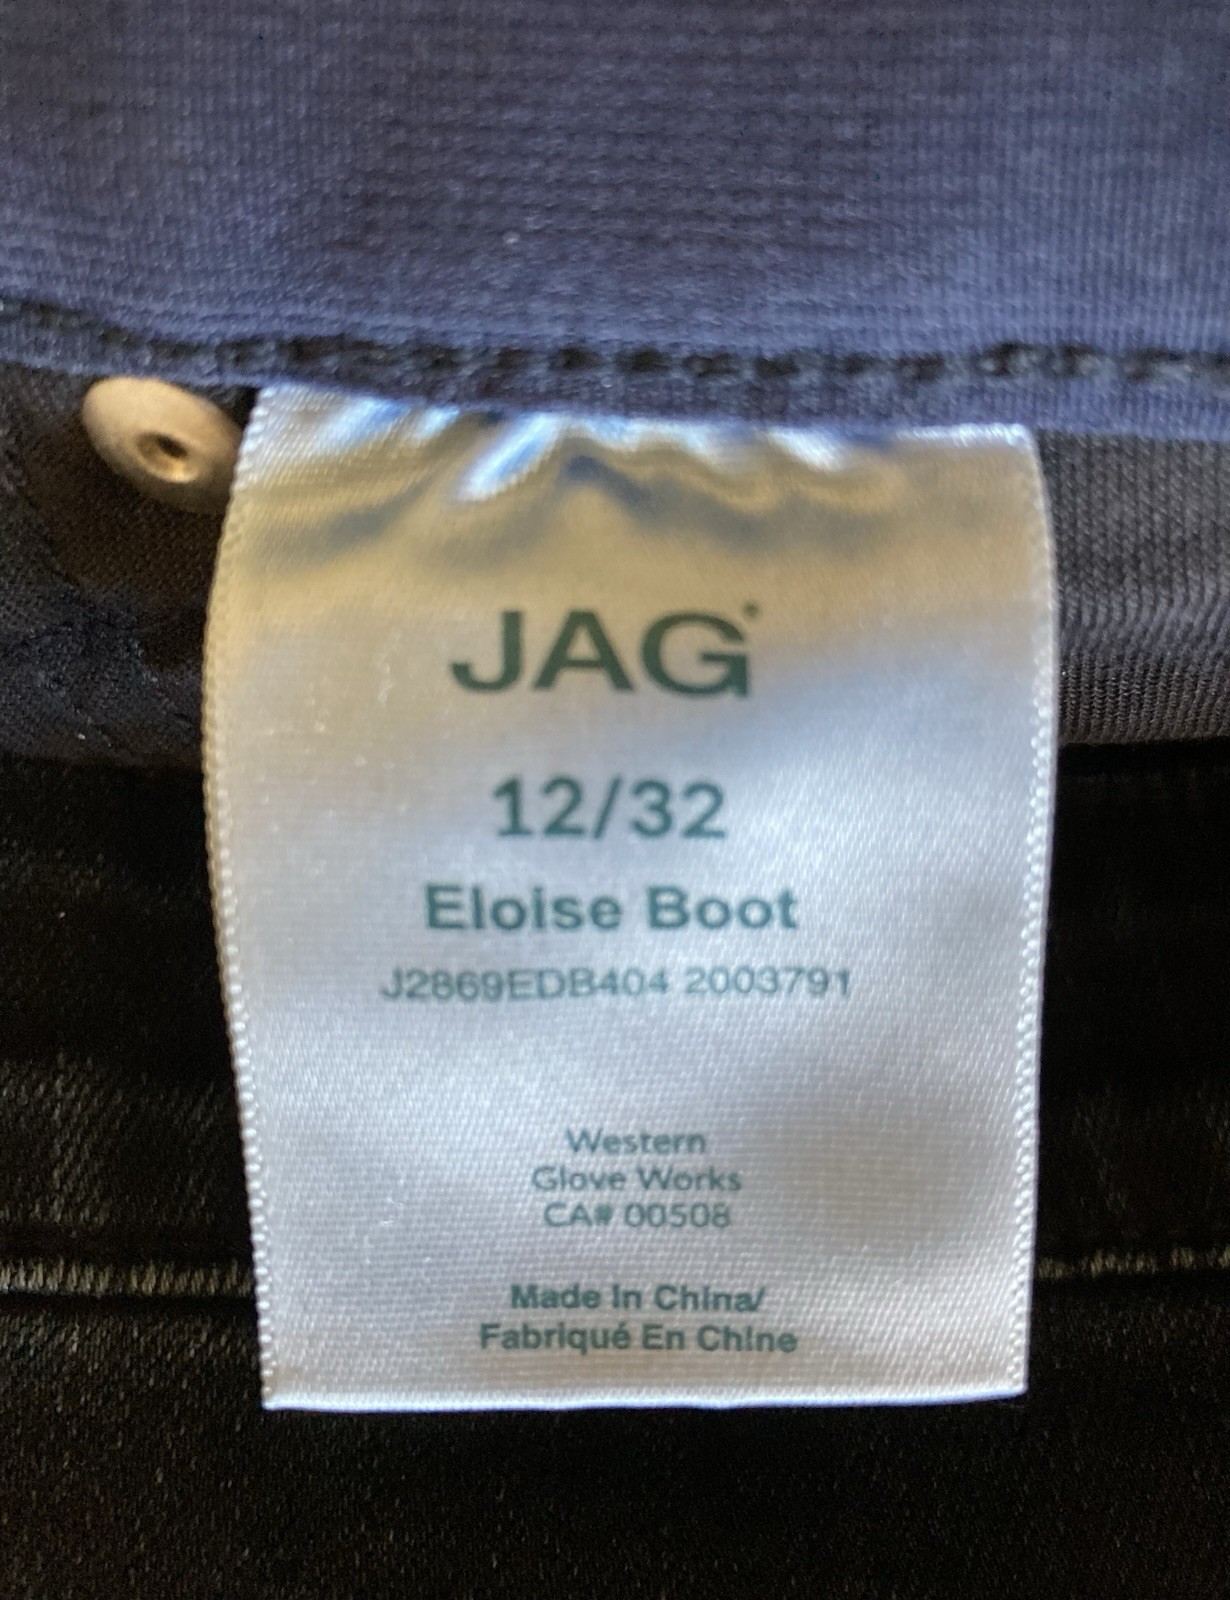 JAG
12/32
Eloise Boot
J2869EDB404 2003791
Western
Glove Works
CA# 00508
Made In China/
Fabriqué En Chine